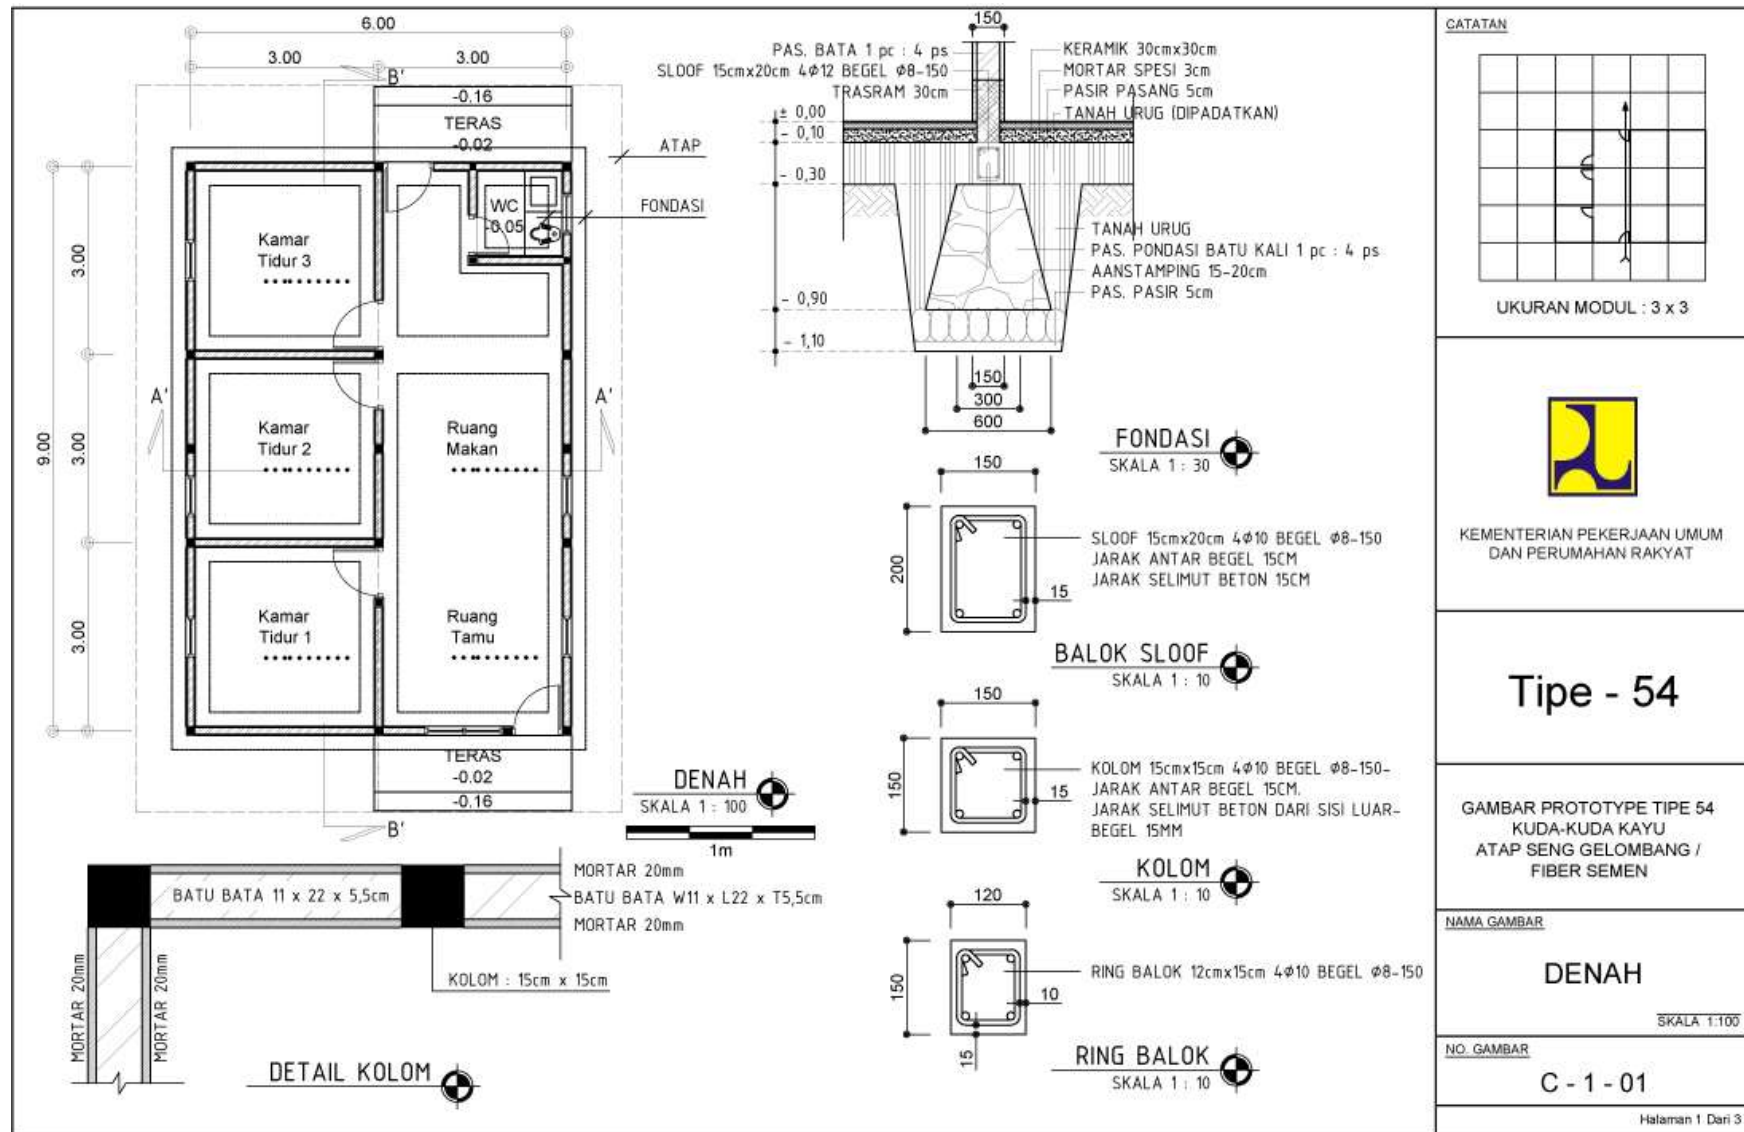 6.00
3.00
3.00
B'
-0.16
TERAS
-0.02
ATAP
FONDASI
WC
-0.05
Kamar
Tidur 3
3.00
A'
A'
9.00
3.00
Kamar
Tidur 2
Ruang
Makan
3.00
Kamar
Tidur 1
Ruang
Tamu
TERAS
-0.02
-0.16
B'
DENAH
SKALA 1 : 100
1m
BATU BATA 11 x 22 x 5,5cm
MORTAR 20mm
BATU BATA W11 x L22 x T5,5cm
MORTAR 20mm
MORTAR 20mm
MORTAR 20mm
KOLOM : 15cm x 15cm
DETAIL KOLOM
150
PAS. BATA 1 pc : 4 ps
SLOOF 15cmx20cm 4ϕ12 BEGEL ϕ8-150
TRASRAM 30cm
KERAMIK 30cmx30cm
MORTAR SPESI 3cm
PASIR PASANG 5cm
TANAH URUG (DIPADATKAN)
± 0,00
- 0,10
- 0,30
- 0,90
- 1,10
TANAH URUG
PAS. PONDASI BATU KALI 1 pc : 4 ps
AANSTAMPING 15-20cm
PAS. PASIR 5cm
150
300
600
FONDASI
SKALA 1 : 30
150
200
SLOOF 15cmx20cm 4ϕ10 BEGEL ϕ8-150
JARAK ANTAR BEGEL 15CM
JARAK SELIMUT BETON 15CM
15
BALOK SLOOF
SKALA 1 : 10
150
150
KOLOM 15cmx15cm 4ϕ10 BEGEL ϕ8-150-
JARAK ANTAR BEGEL 15CM.
JARAK SELIMUT BETON DARI SISI LUAR-
BEGEL 15MM
15
KOLOM
SKALA 1 : 10
120
150
RING BALOK 12cmx15cm 4ϕ10 BEGEL ϕ8-150
10
15
RING BALOK
SKALA 1 : 10
CATATAN
UKURAN MODUL : 3 x 3
KEMENTERIAN PEKERJAAN UMUM
DAN PERUMAHAN RAKYAT
Tipe - 54
GAMBAR PROTOTYPE TIPE 54
KUDA-KUDA KAYU
ATAP SENG GELOMBANG /
FIBER SEMEN
NAMA GAMBAR
DENAH
SKALA 1:100
NO. GAMBAR
C - 1 - 01
Halaman 1 Dari 3